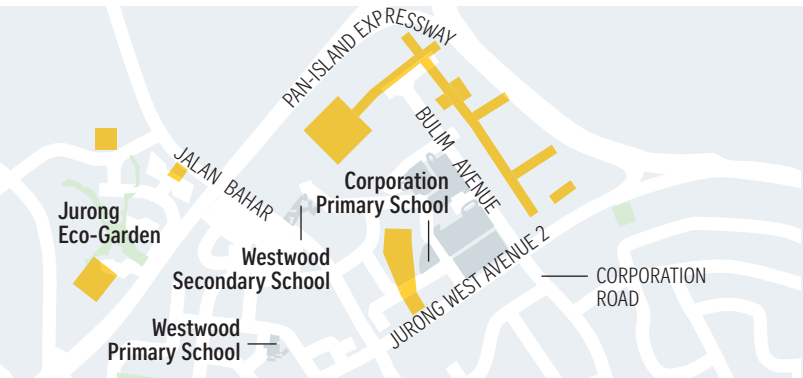 PAN-ISLAND EXPRESSWAY
BULIM AVENUE
JALAN BAHAR
Corporation
Primary School
Jurong
Eco-Garden
Westwood
Secondary School
JURONG WEST AVENUE 2
CORPORATION
ROAD
Westwood
Primary School